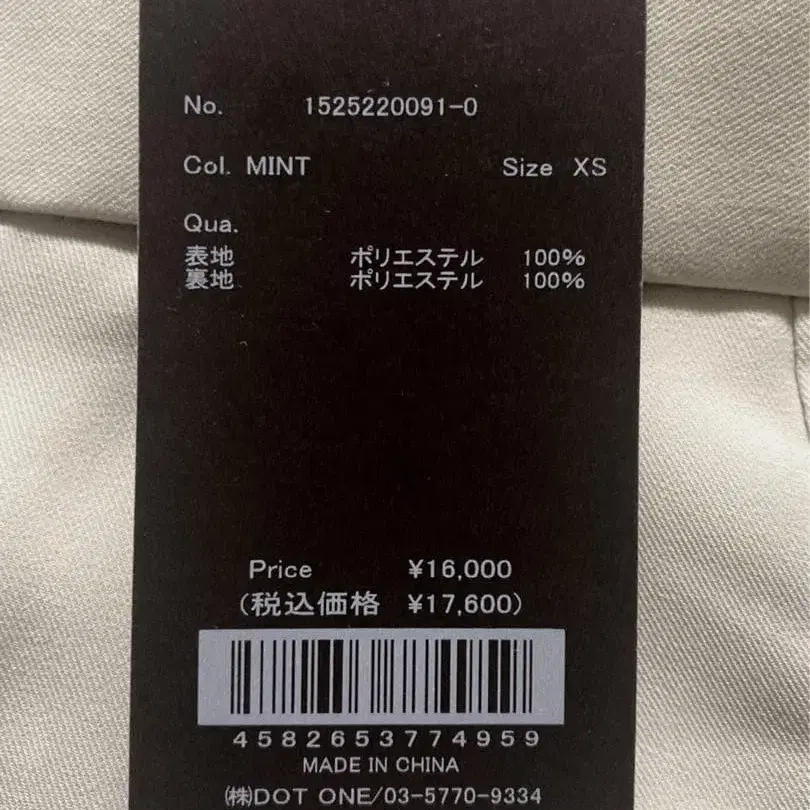 No. 1525220091-0
Col. MINT Size XS
Qua.
表地 ポリエステル 100%
裏地 ポリエステル 100%
Price ¥16,000
(税込価格 ¥17,600)
4582653774959
MADE IN CHINA
㈱DOT ONE/03-5770-9334